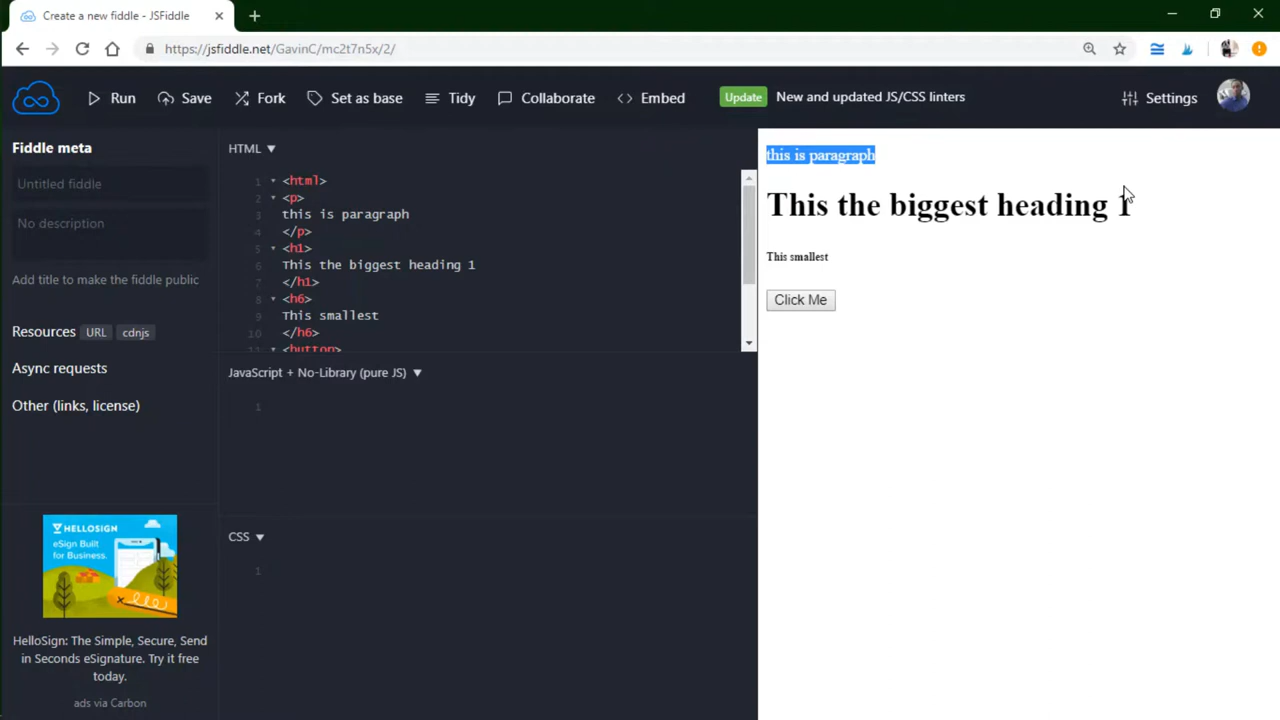 Create a new fiddle - JSFiddle
https://jsfiddle.net/GavinC/mc2t7n5x/2/
Run Save Fork Set as base Tidy Collaborate Embed Update New and updated JS/CSS linters Settings
Fiddle meta
Untitled fiddle
No description
Add title to make the fiddle public
Resources URL cdnjs
Async requests
Other (links, license)
HELLOSIGN
eSign Built
for Business.
HelloSign: The Simple, Secure, Send
in Seconds eSignature. Try it free
today.
ads via Carbon
HTML
1 <html>
2 <p>
3 this is paragraph
4 </p>
5 <h1>
6 This the biggest heading 1
7 </h1>
8 <h6>
9 This smallest
10 </h6>
11 <button>
JavaScript + No-Library (pure JS)
1
CSS
1
this is paragraph
This the biggest heading 1
This smallest
Click Me